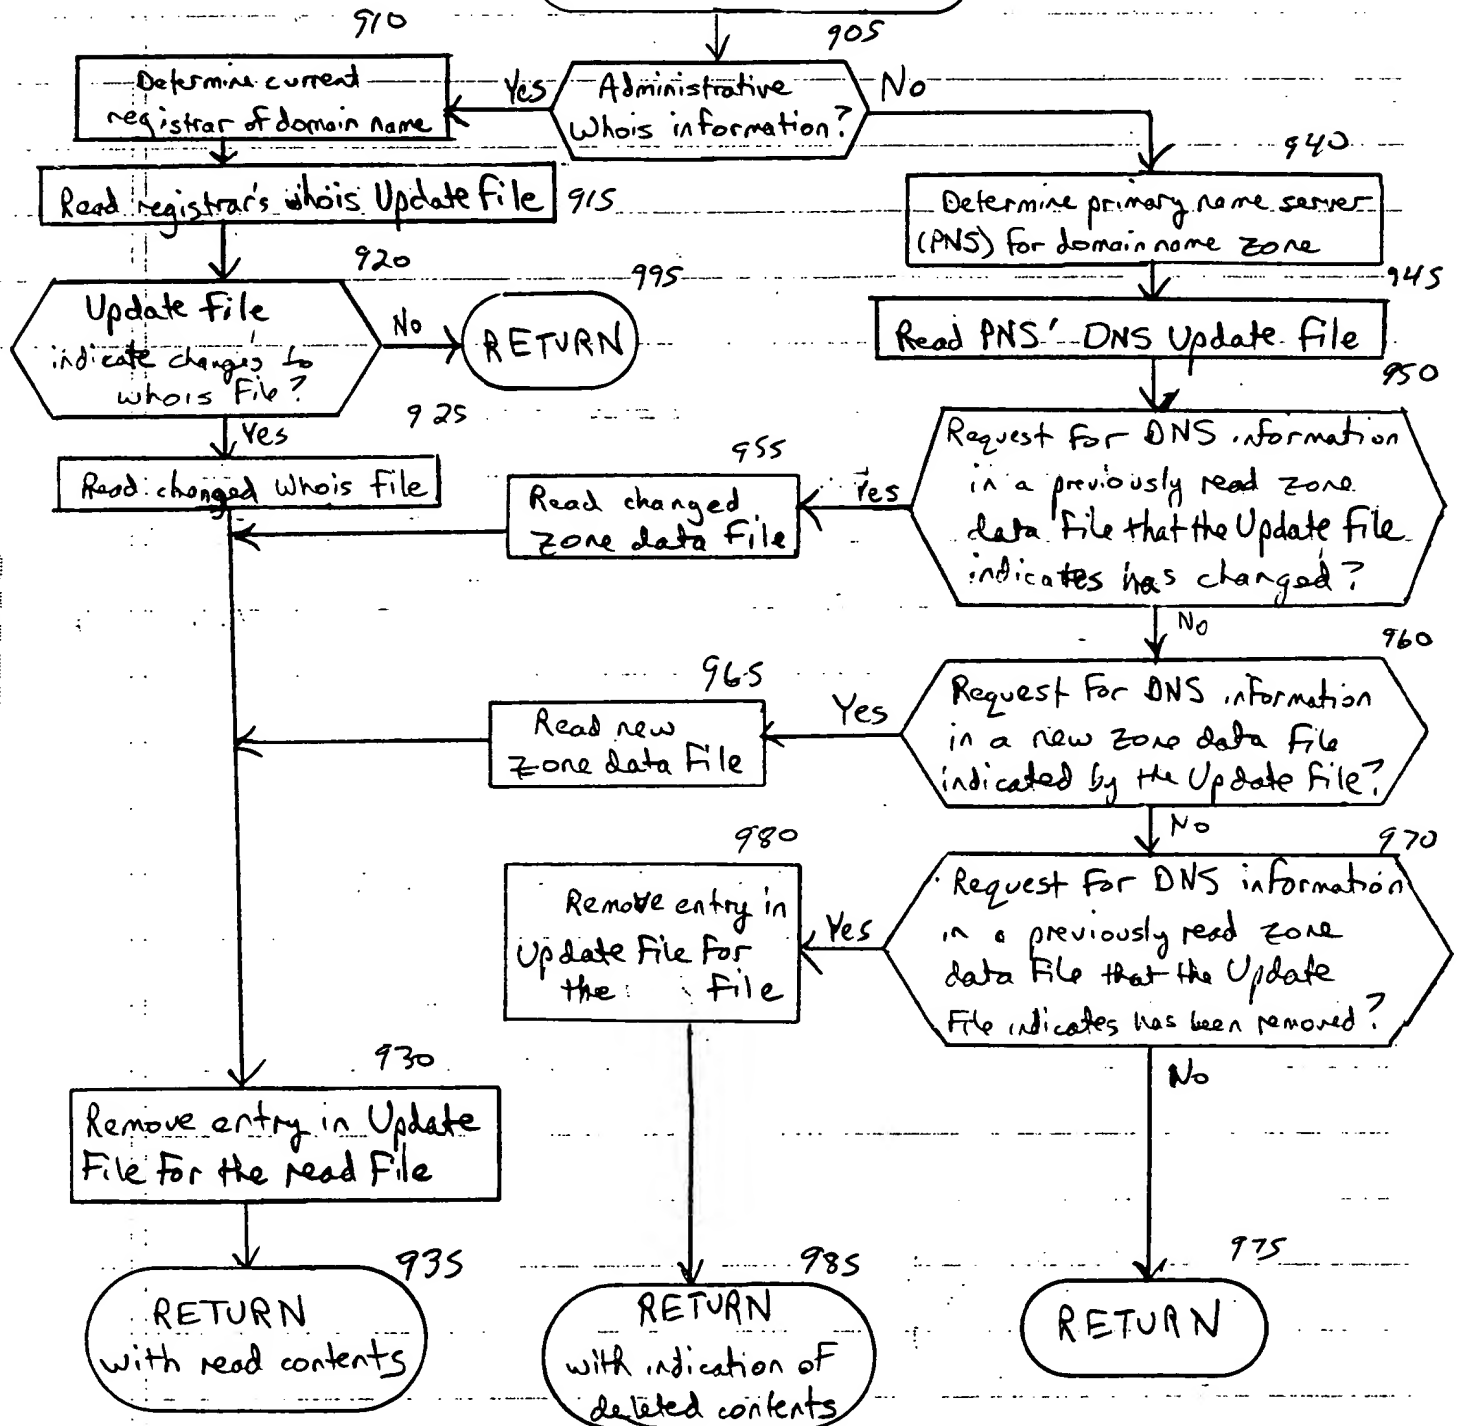 910
905
Determine current
registrar of domain name
Yes
Administrative
Whois information?
No
Read registrar's whois Update File
915
940
Determine primary name server
(PNS) for domain name zone
920
Update File
indicate changes to
whois File?
No
995
RETURN
945
Read PNS' DNS Update File
925
Yes
Read changed Whois file
950
Request For DNS information
in a previously read zone
data File that the Update File
indicates has changed?
Yes
955
Read changed
zone data File
No
960
Request For DNS information
in a new zone data File
indicated by the Update File?
Yes
965
Read new
zone data File
No
970
Request For DNS information
in a previously read zone
data File that the Update
File indicates has been removed?
Yes
980
Remove entry in
Update File For
the File
No
930
Remove entry in Update
File For the read File
935
RETURN
with read contents
985
RETURN
with indication of
deleted contents
975
RETURN